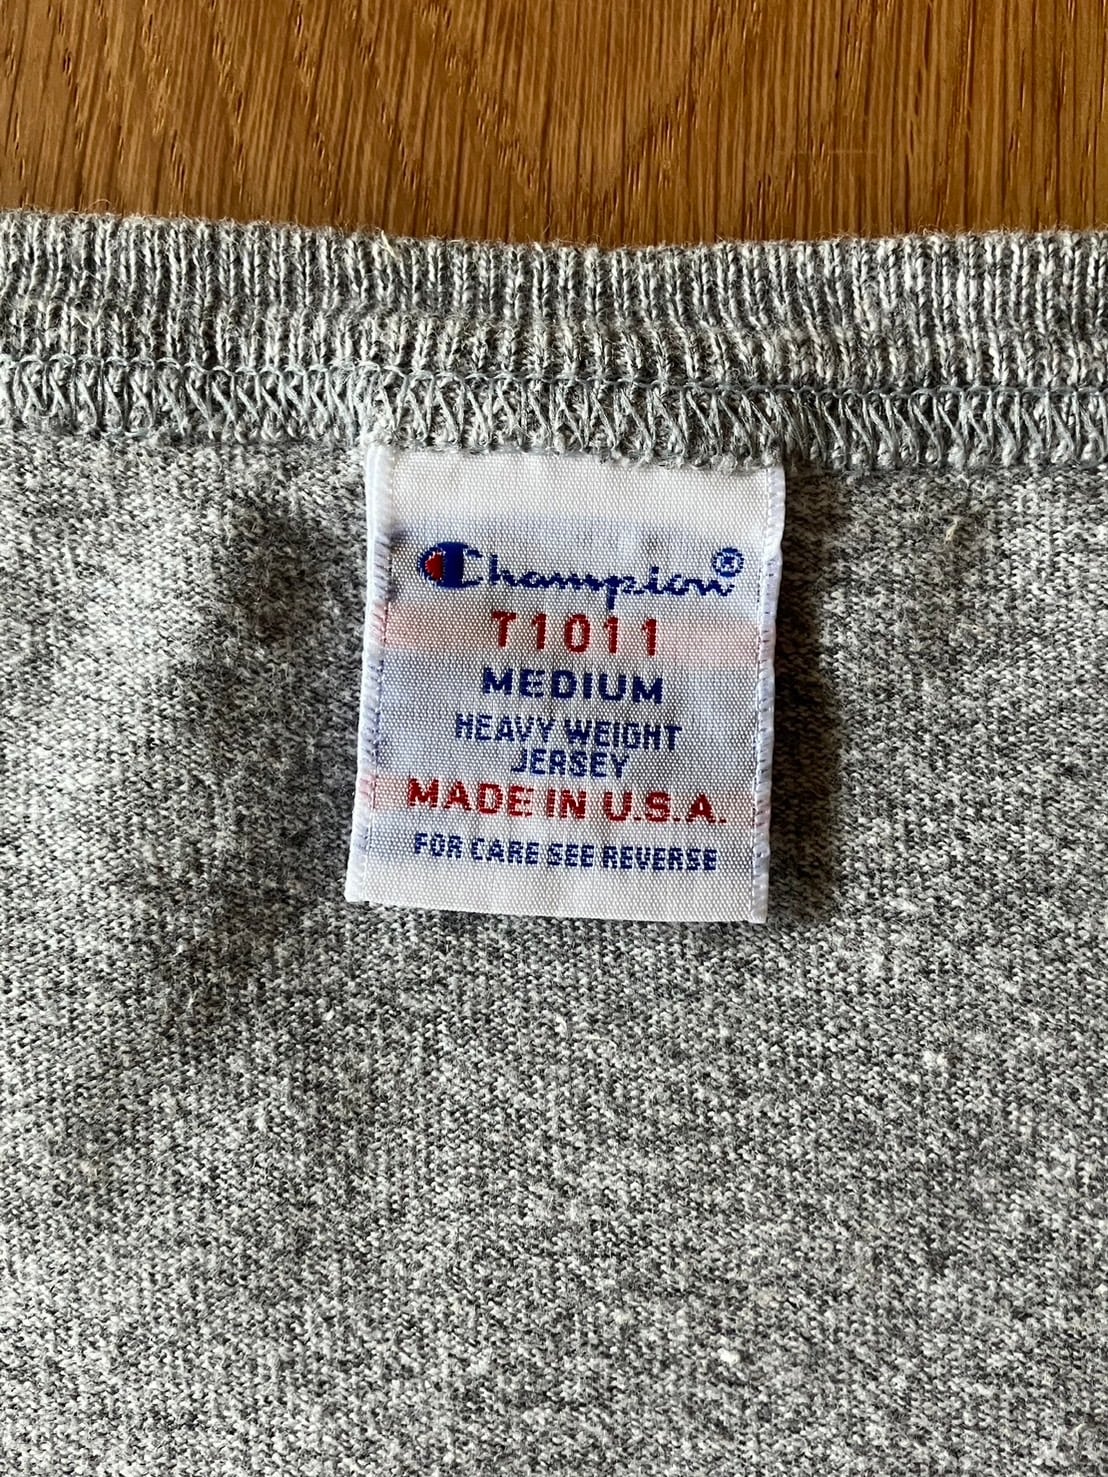 Champion®
T1011
MEDIUM
HEAVY WEIGHT
JERSEY
MADE IN U.S.A.
FOR CARE SEE REVERSE